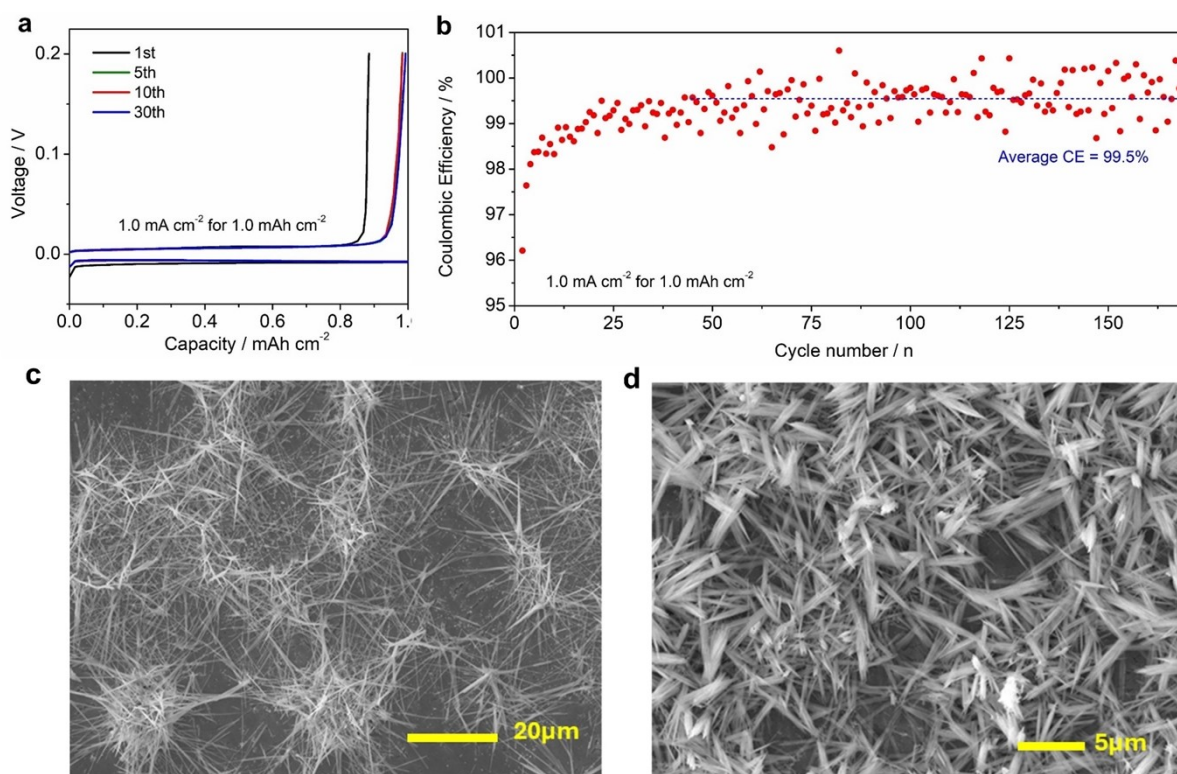 a
0.2
0.1
0.0
Voltage / V
1st
5th
10th
30th
1.0 mA cm⁻² for 1.0 mAh cm⁻²
0.0 0.2 0.4 0.6 0.8 1.
Capacity / mAh cm⁻²
b
101
100
99
98
97
96
95
Coulombic Efficiency / %
Average CE = 99.5%
1.0 mA cm⁻² for 1.0 mAh cm⁻²
0 25 50 75 100 125 150
Cycle number / n
c
20µm
d
5µm